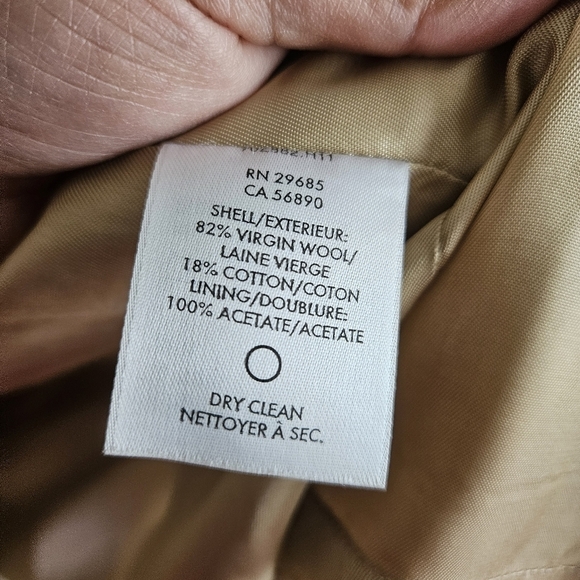 RN 29685
CA 56890
SHELL/EXTERIEUR:
82% VIRGIN WOOL/
LAINE VIERGE
18% COTTON/COTON
LINING/DOUBLURE:
100% ACETATE/ACETATE
DRY CLEAN
NETTOYER À SEC.